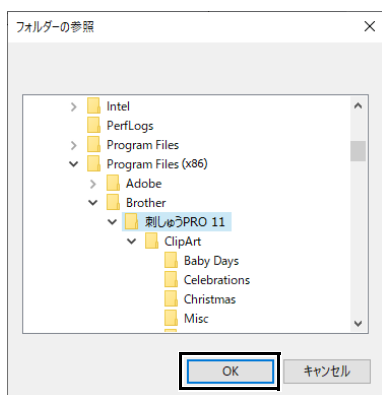 フォルダーの参照
Intel
PerfLogs
Program Files
Program Files (x86)
Adobe
Brother
刺しゅうPRO 11
ClipArt
Baby Days
Celebrations
Christmas
Misc
OK
キャンセル